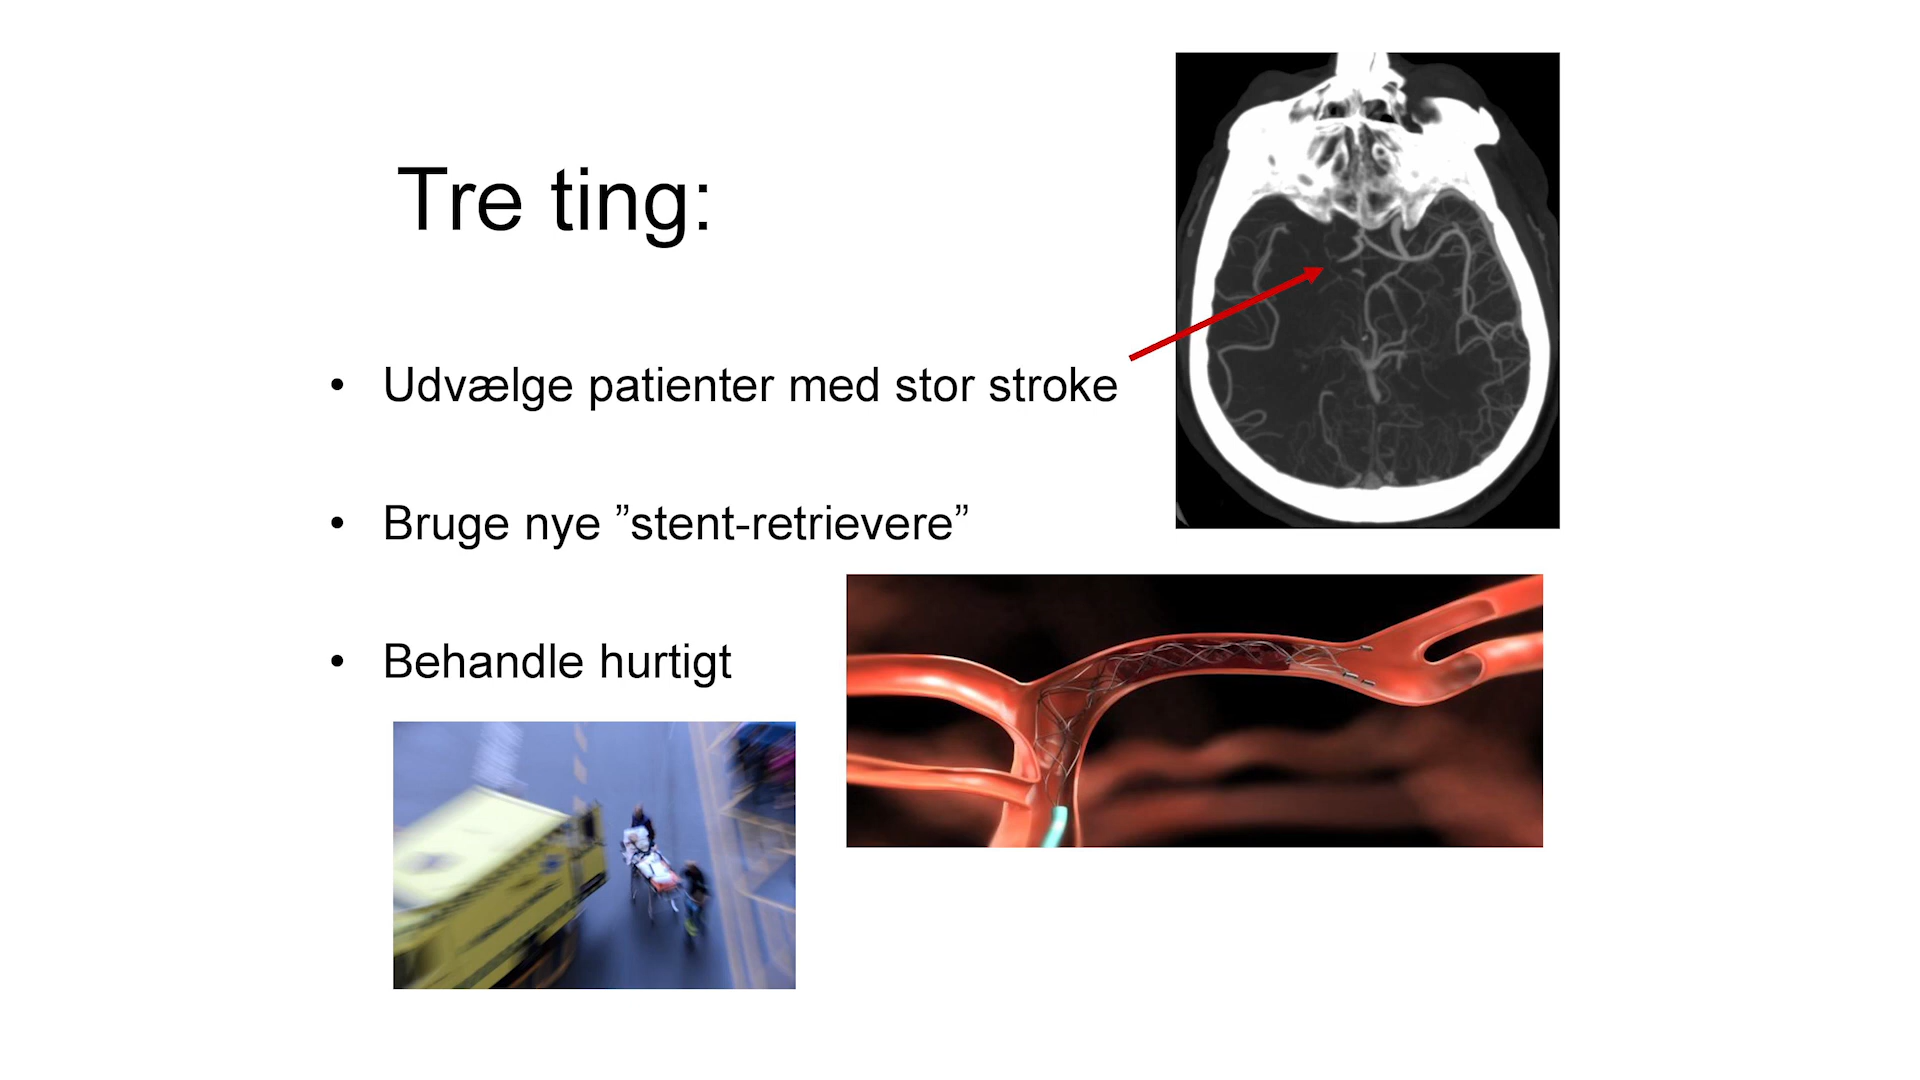 Tre ting:
• Udvælge patienter med stor stroke
• Bruge nye ”stent-retrievere”
• Behandle hurtigt